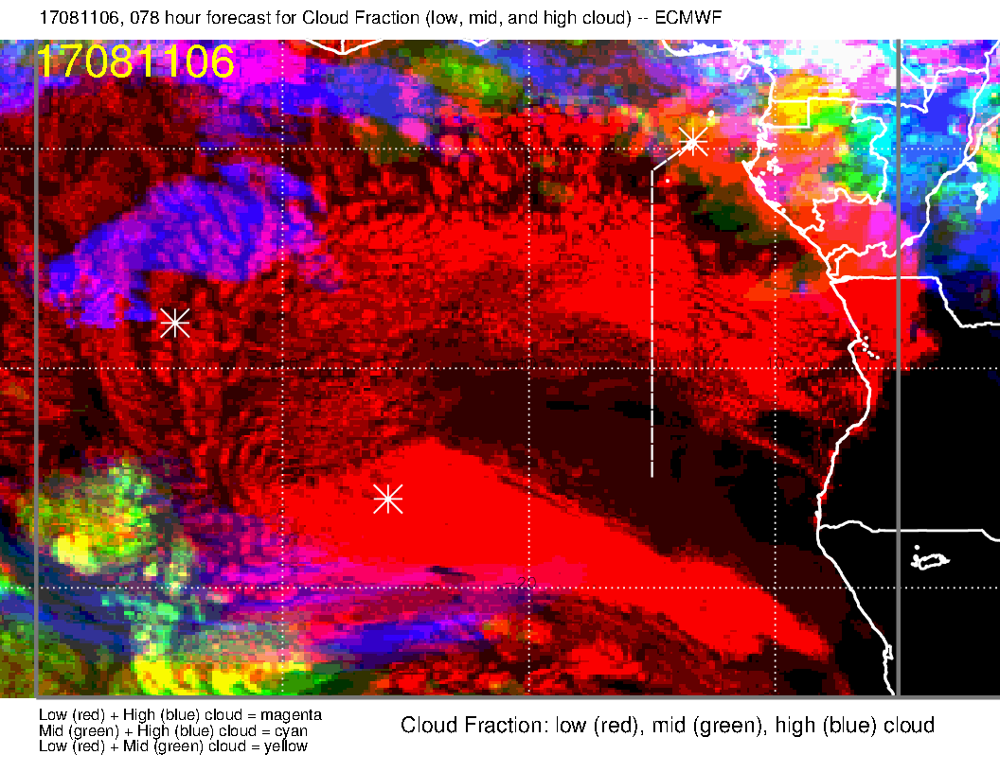 17081106, 078 hour forecast for Cloud Fraction (low, mid, and high cloud) -- ECMWF
17081106
Low (red) + High (blue) cloud = magenta
Mid (green) + High (blue) cloud = cyan
Low (red) + Mid (green) cloud = yellow
Cloud Fraction: low (red), mid (green), high (blue) cloud